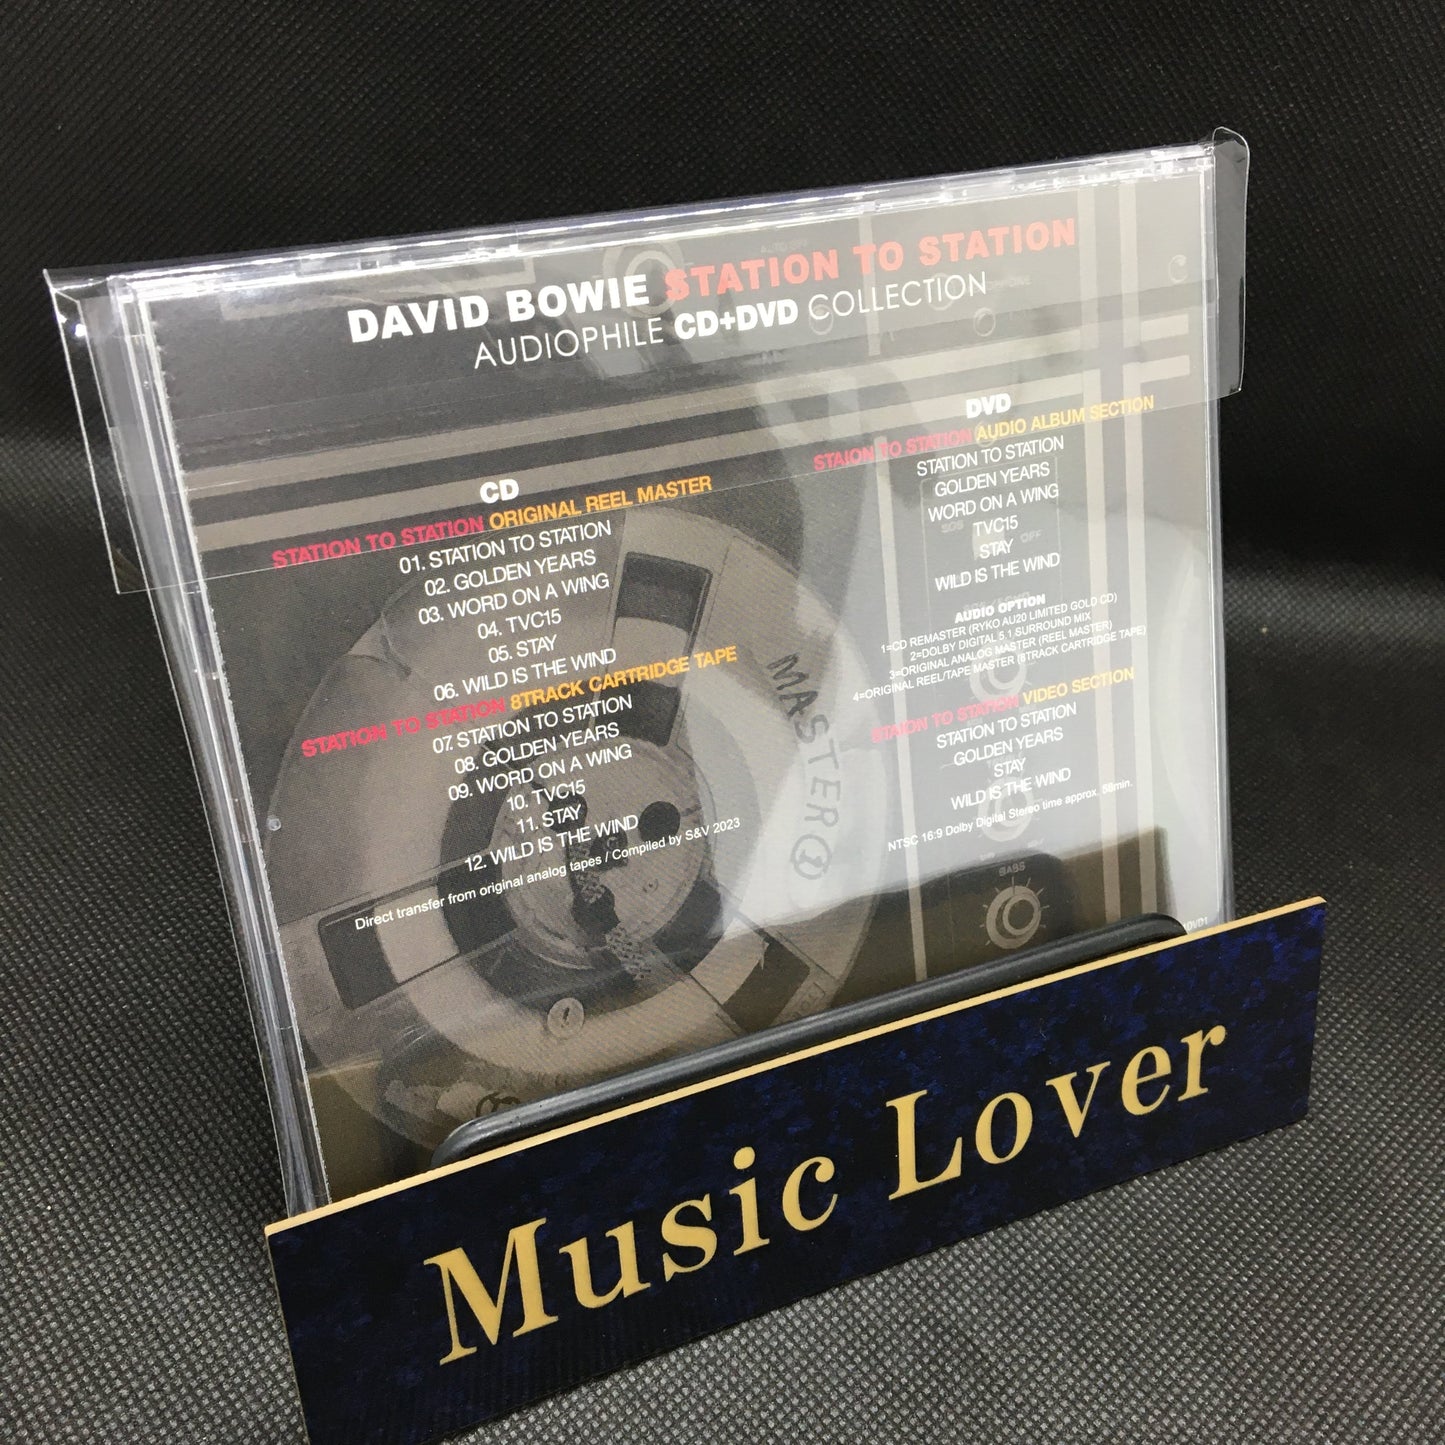 DAVID BOWIE STATION TO STATION
AUDIOPHILE CD+DVD COLLECTION
CD
STATION TO STATION ORIGINAL REEL MASTER
01. STATION TO STATION
02. GOLDEN YEARS
03. WORD ON A WING
04. TVC15
05. STAY
06. WILD IS THE WIND
STATION TO STATION 8TRACK CARTRIDGE TAPE
07. STATION TO STATION
08. GOLDEN YEARS
09. WORD ON A WING
10. TVC15
11. STAY
12. WILD IS THE WIND
Direct transfer from original analog tapes / Compiled by S&V 2023
DVD
STAION TO STATION AUDIO ALBUM SECTION
STATION TO STATION
GOLDEN YEARS
WORD ON A WING
TVC15
STAY
WILD IS THE WIND
AUDIO OPTION
1=CD REMASTER (RYKO AU20 LIMITED GOLD CD)
2=DOLBY DIGITAL 5.1 SURROUND MIX
3=ORIGINAL ANALOG MASTER (REEL MASTER)
4=ORIGINAL REEL/TAPE MASTER (8TRACK CARTRIDGE TAPE)
STAION TO STATION VIDEO SECTION
STATION TO STATION
GOLDEN YEARS
STAY
WILD IS THE WIND
NTSC 16:9 Dolby Digital Stereo time approx. 58min.
MASTER
OFF
BASS
DVD1
Music Lover